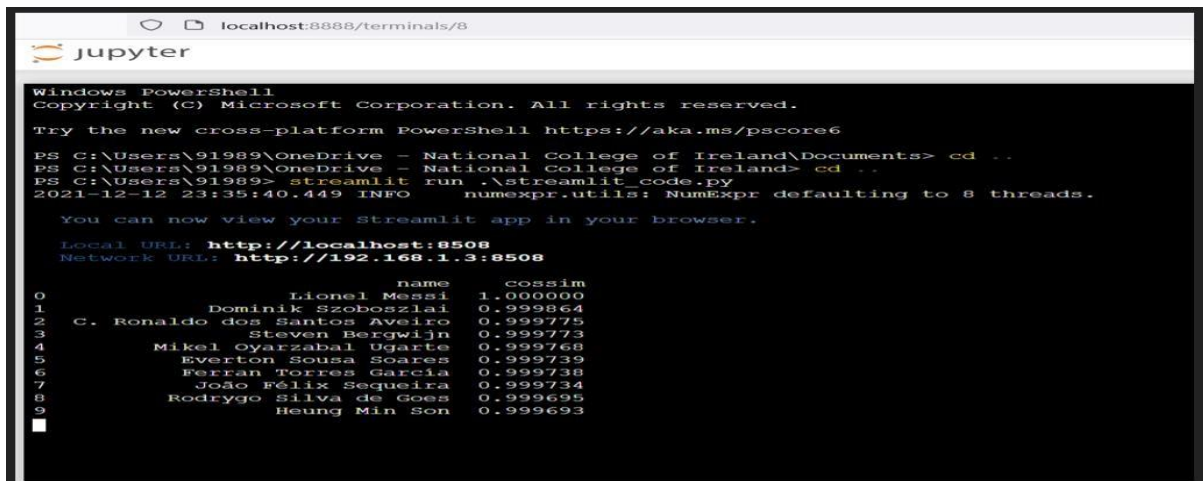 localhost:8888/terminals/8
jupyter
Windows PowerShell
Copyright (C) Microsoft Corporation. All rights reserved.
Try the new cross-platform PowerShell https://aka.ms/pscore6
PS C:\Users\91989\OneDrive - National College of Ireland\Documents> cd ..
PS C:\Users\91989\OneDrive - National College of Ireland> cd ..
PS C:\Users\91989> streamlit run .\streamlit_code.py
2021-12-12 23:35:40.449 INFO    numexpr.utils: NumExpr defaulting to 8 threads.
You can now view your Streamlit app in your browser.
Local URL: http://localhost:8508
Network URL: http://192.168.1.3:8508
name cossim
0 Lionel Messi 1.000000
1 Dominik Szoboszlai 0.999864
2 C. Ronaldo dos Santos Aveiro 0.999775
3 Steven Bergwijn 0.999773
4 Mikel Oyarzabal Ugarte 0.999768
5 Everton Sousa Soares 0.999739
6 Ferran Torres García 0.999738
7 João Félix Sequeira 0.999734
8 Rodrygo Silva de Goes 0.999695
9 Heung Min Son 0.999693